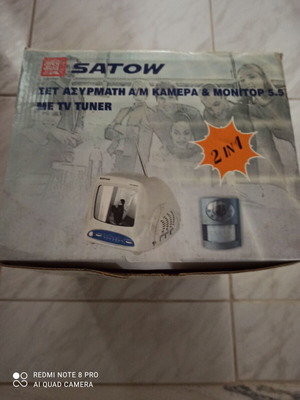 SATOW
ΣΕΤ ΑΣΥΡΜΑΤΗ Α/Μ ΚΑΜΕΡΑ & ΜΟΝΙΤΟΡ 5.5
ΜΕ TV TUNER
2 IN 1
REDMI NOTE 8 PRO
AI QUAD CAMERA